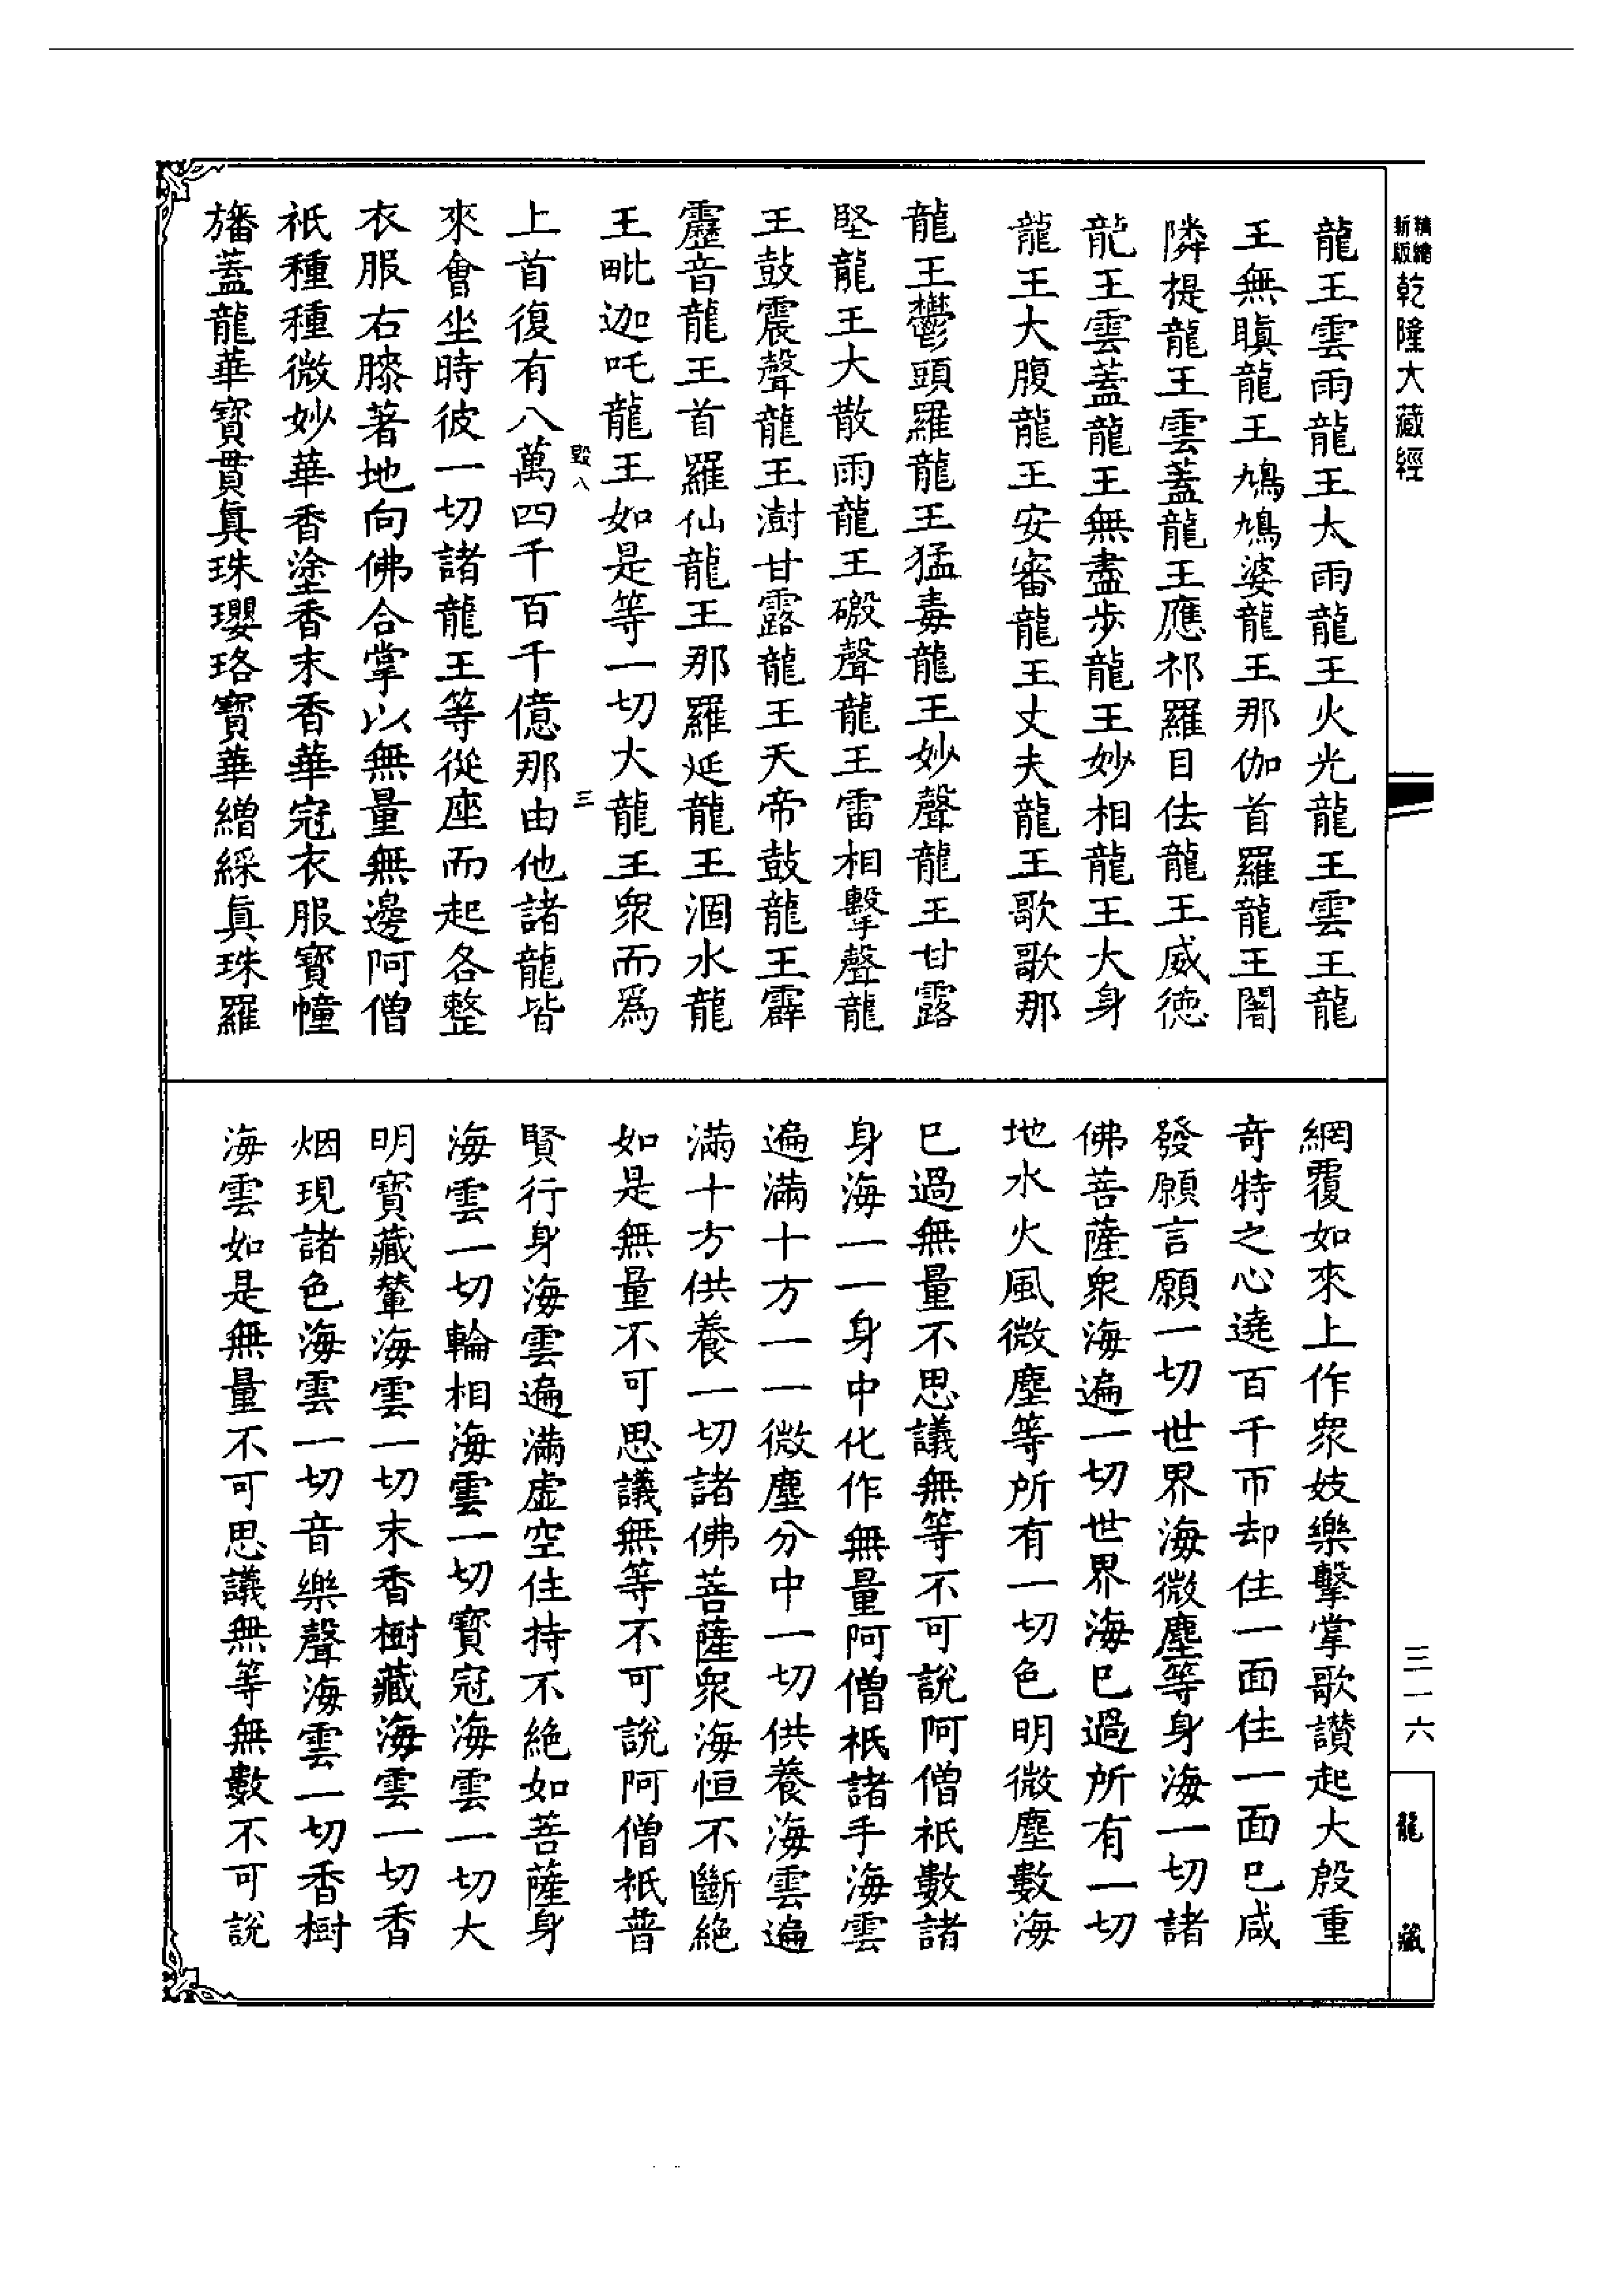 新版 精縮 乾隆大藏經
三一六
龍藏
龍王雲雨龍王大雨龍王火光龍王雲王龍
王無瞋龍王鳩鳩婆龍王那伽首羅龍王闍
隣提龍王雲蓋龍王應祁羅目佉龍王威德
龍王雲蓋龍王無盡步龍王妙相龍王大身
龍王大腹龍王安審龍王丈夫龍王歌歌那
龍王鬱頭羅龍王猛毒龍王妙聲龍王甘露
堅龍王大散雨龍王磤聲龍王雷相擊聲龍
王鼓震聲龍王澍甘露龍王天帝鼓龍王霹
靂音龍王首羅仙龍王那羅延龍王涸水龍
王毗迦吒龍王如是等一切大龍王眾而爲
毀八 三
上首復有八萬四千百千億那由他諸龍皆
來會坐時彼一切諸龍王等從座而起各整
衣服右膝著地向佛合掌以無量無邊阿僧
祇種種微妙華香塗香末香華冠衣服寶幢
旛蓋龍華寶貫眞珠瓔珞寶華繒綵眞珠羅
網覆如來上作眾妓樂擊掌歌讃起大殷重
奇特之心遶百千帀却住一面住一面已咸
發願言願一切世界海微塵等身海一切諸
佛菩薩眾海遍一切世界海已過所有一切
地水火風微塵等所有一切色明微塵數海
已過無量不思議無等不可說阿僧祇數諸
身海一一身中化作無量阿僧祇諸手海雲
遍滿十方一一微塵分中一切供養海雲遍
滿十方供養一切諸佛菩薩眾海恒不斷絶
如是無量不可思議無等不可說阿僧祇普
賢行身海雲遍滿虛空住持不絶如菩薩身
海雲一切輪相海雲一切寶冠海雲一切大
明寶藏輦海雲一切末香樹藏海雲一切香
烟現諸色海雲一切音樂聲海雲一切香樹
海雲如是無量不可思議無等無數不可說